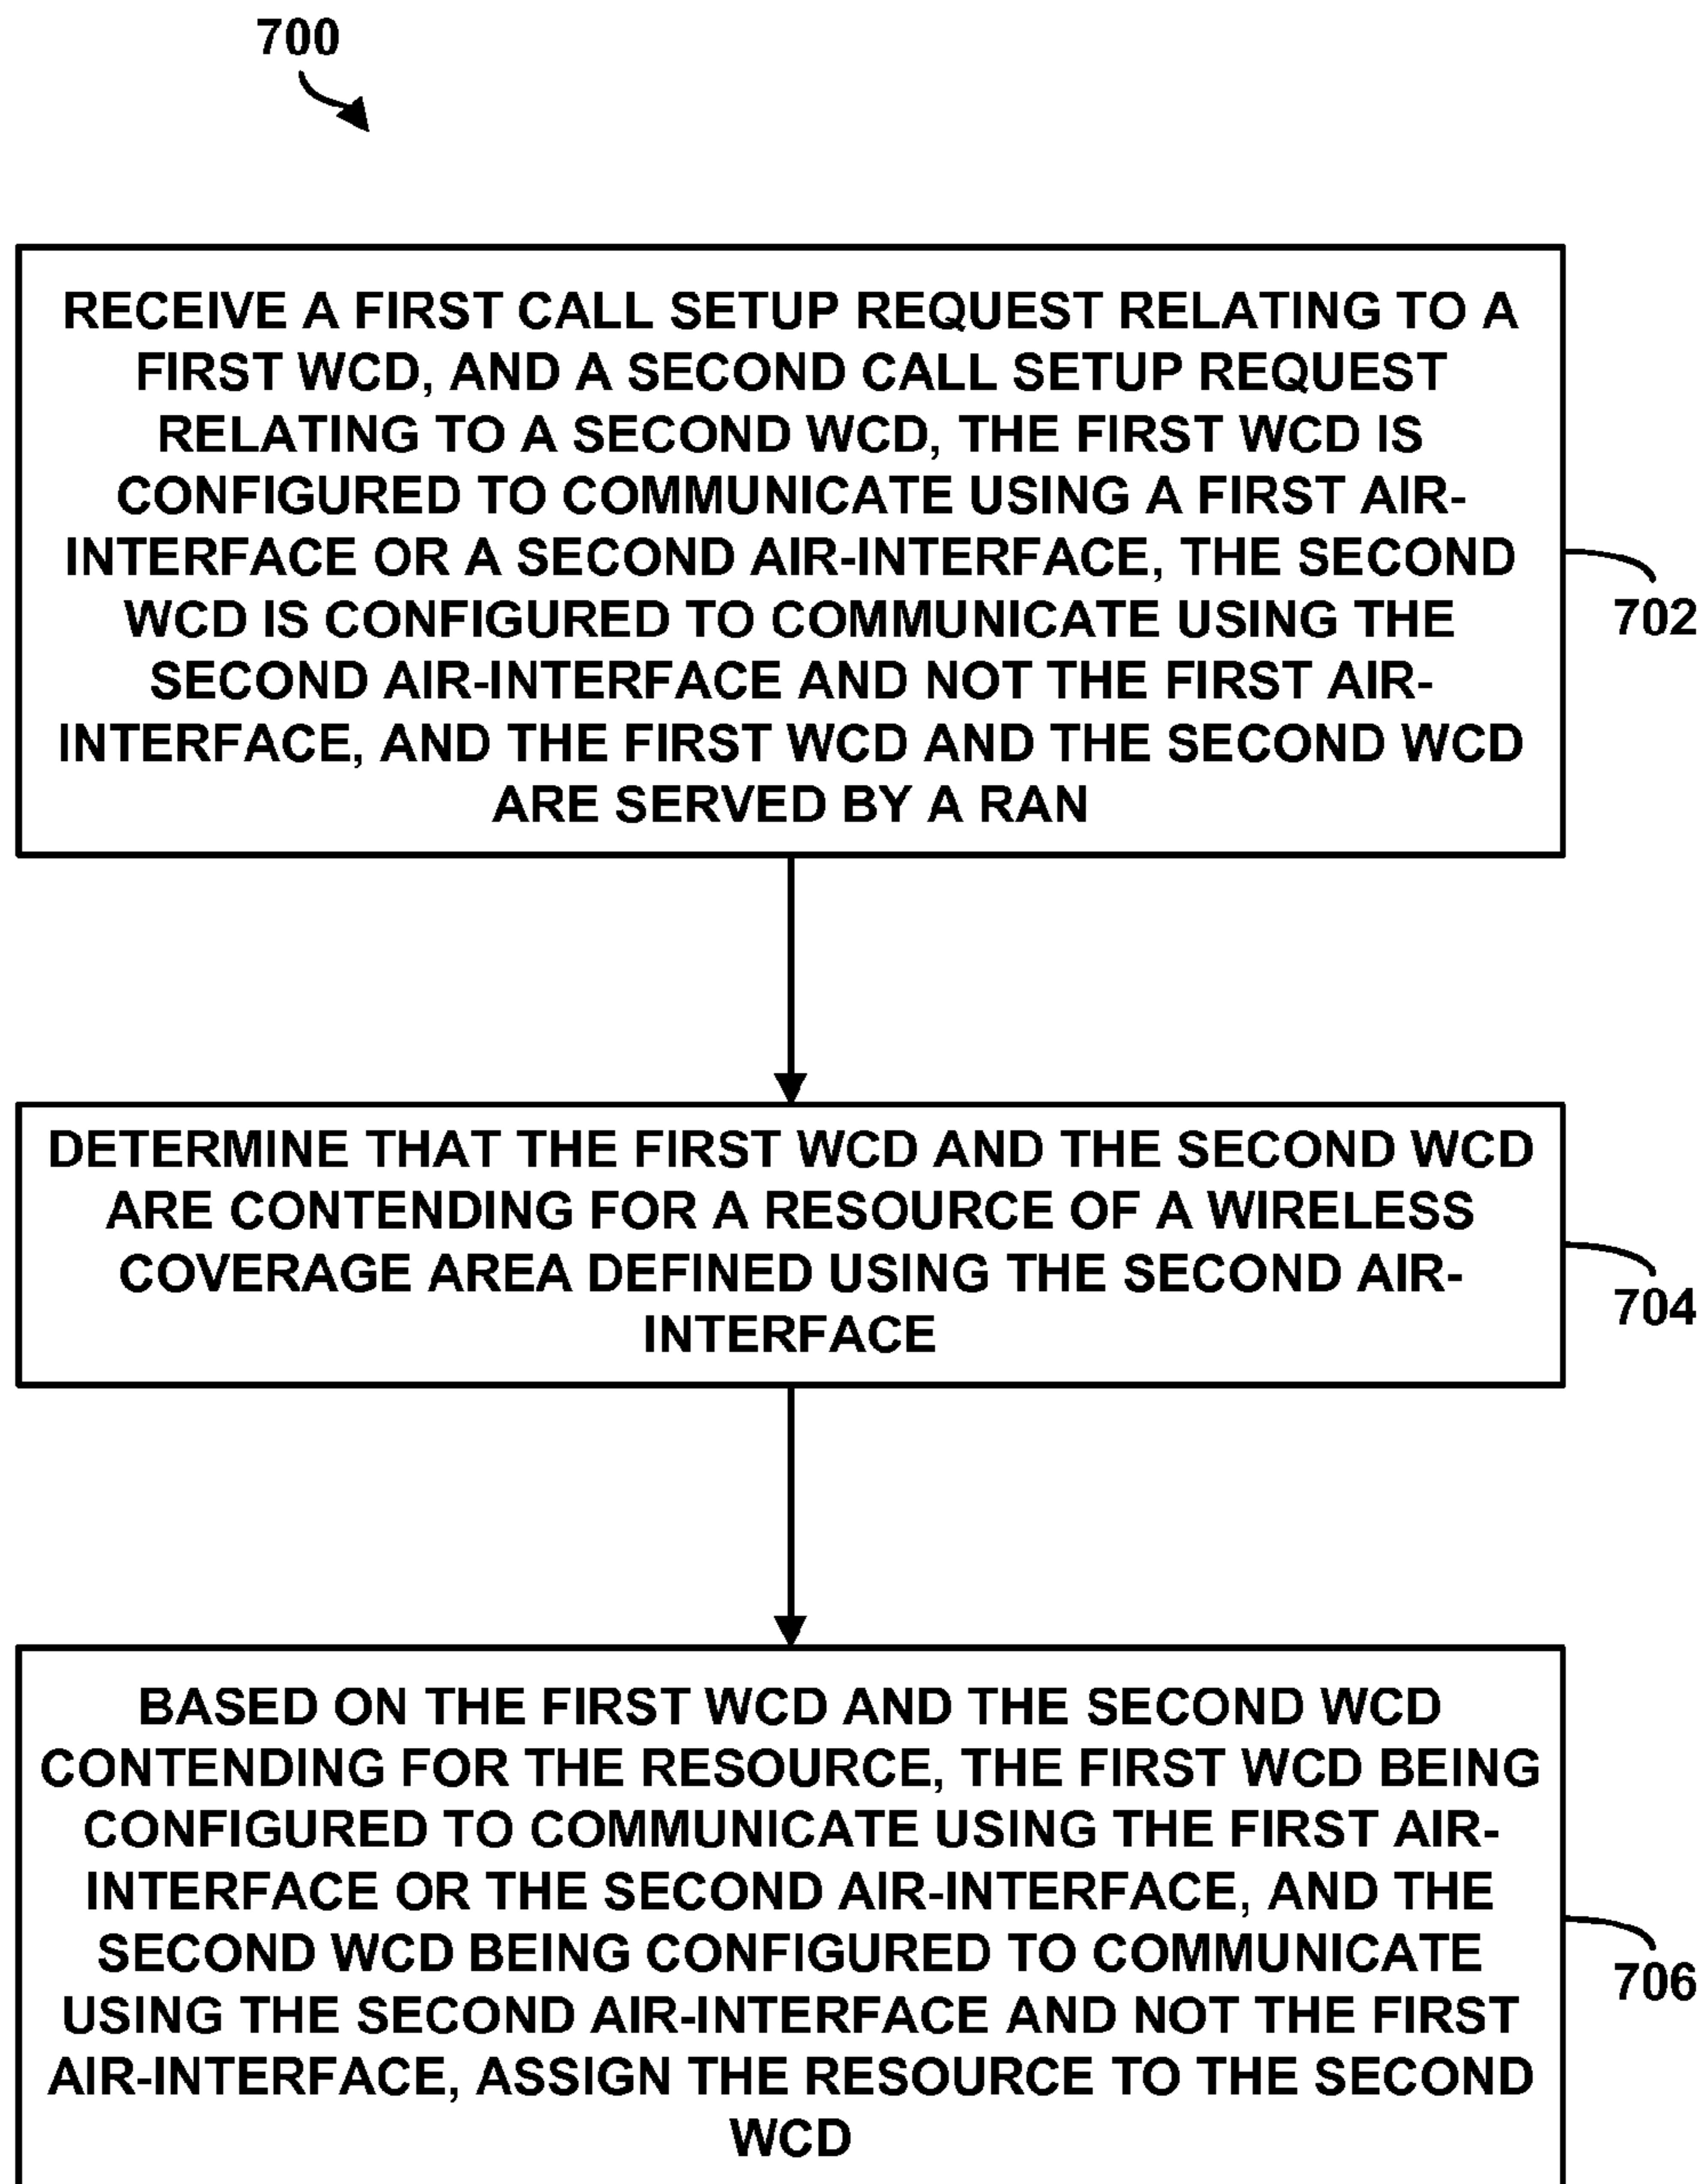 700
RECEIVE A FIRST CALL SETUP REQUEST RELATING TO A
FIRST WCD, AND A SECOND CALL SETUP REQUEST
RELATING TO A SECOND WCD, THE FIRST WCD IS
CONFIGURED TO COMMUNICATE USING A FIRST AIR-
INTERFACE OR A SECOND AIR-INTERFACE, THE SECOND
WCD IS CONFIGURED TO COMMUNICATE USING THE
SECOND AIR-INTERFACE AND NOT THE FIRST AIR-
INTERFACE, AND THE FIRST WCD AND THE SECOND WCD
ARE SERVED BY A RAN
702
DETERMINE THAT THE FIRST WCD AND THE SECOND WCD
ARE CONTENDING FOR A RESOURCE OF A WIRELESS
COVERAGE AREA DEFINED USING THE SECOND AIR-
INTERFACE
704
BASED ON THE FIRST WCD AND THE SECOND WCD
CONTENDING FOR THE RESOURCE, THE FIRST WCD BEING
CONFIGURED TO COMMUNICATE USING THE FIRST AIR-
INTERFACE OR THE SECOND AIR-INTERFACE, AND THE
SECOND WCD BEING CONFIGURED TO COMMUNICATE
USING THE SECOND AIR-INTERFACE AND NOT THE FIRST
AIR-INTERFACE, ASSIGN THE RESOURCE TO THE SECOND
WCD
706